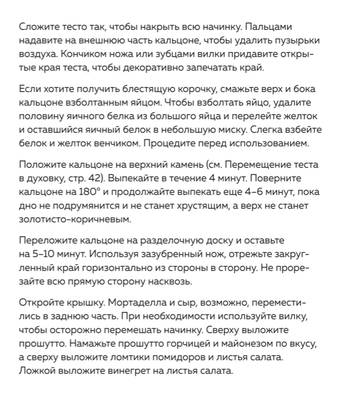 Сложите тесто так, чтобы накрыть всю начинку. Пальцами
надавите на внешнюю часть кальцоне, чтобы удалить пузырьки
воздуха. Кончиком ножа или зубцами вилки придавите откры-
тые края теста, чтобы декоративно запечатать край.
Если хотите получить блестящую корочку, смажьте верх и бока
кальцоне взболтанным яйцом. Чтобы взболтать яйцо, удалите
половину яичного белка из большого яйца и перелейте желток
и оставшийся яичный белок в небольшую миску. Слегка взбейте
белок и желток венчиком. Процедите перед использованием.
Положите кальцоне на верхний камень (см. Перемещение теста
в духовку, стр. 42). Выпекайте в течение 4 минут. Поверните
кальцоне на 180° и продолжайте выпекать еще 4–6 минут, пока
дно не подрумянится и не станет хрустящим, а верх не станет
золотисто-коричневым.
Переложите кальцоне на разделочную доску и оставьте
на 5–10 минут. Используя зазубренный нож, отрежьте закруг-
ленный край горизонтально из стороны в сторону. Не проре-
зайте всю прямую сторону насквозь.
Откройте крышку. Мортаделла и сыр, возможно, перемести-
лись в заднюю часть. При необходимости используйте вилку,
чтобы осторожно перемешать начинку. Сверху выложите
прошутто. Намажьте прошутто горчицей и майонезом по вкусу,
а сверху выложите ломтики помидоров и листья салата.
Ложкой выложите винегрет на листья салата.